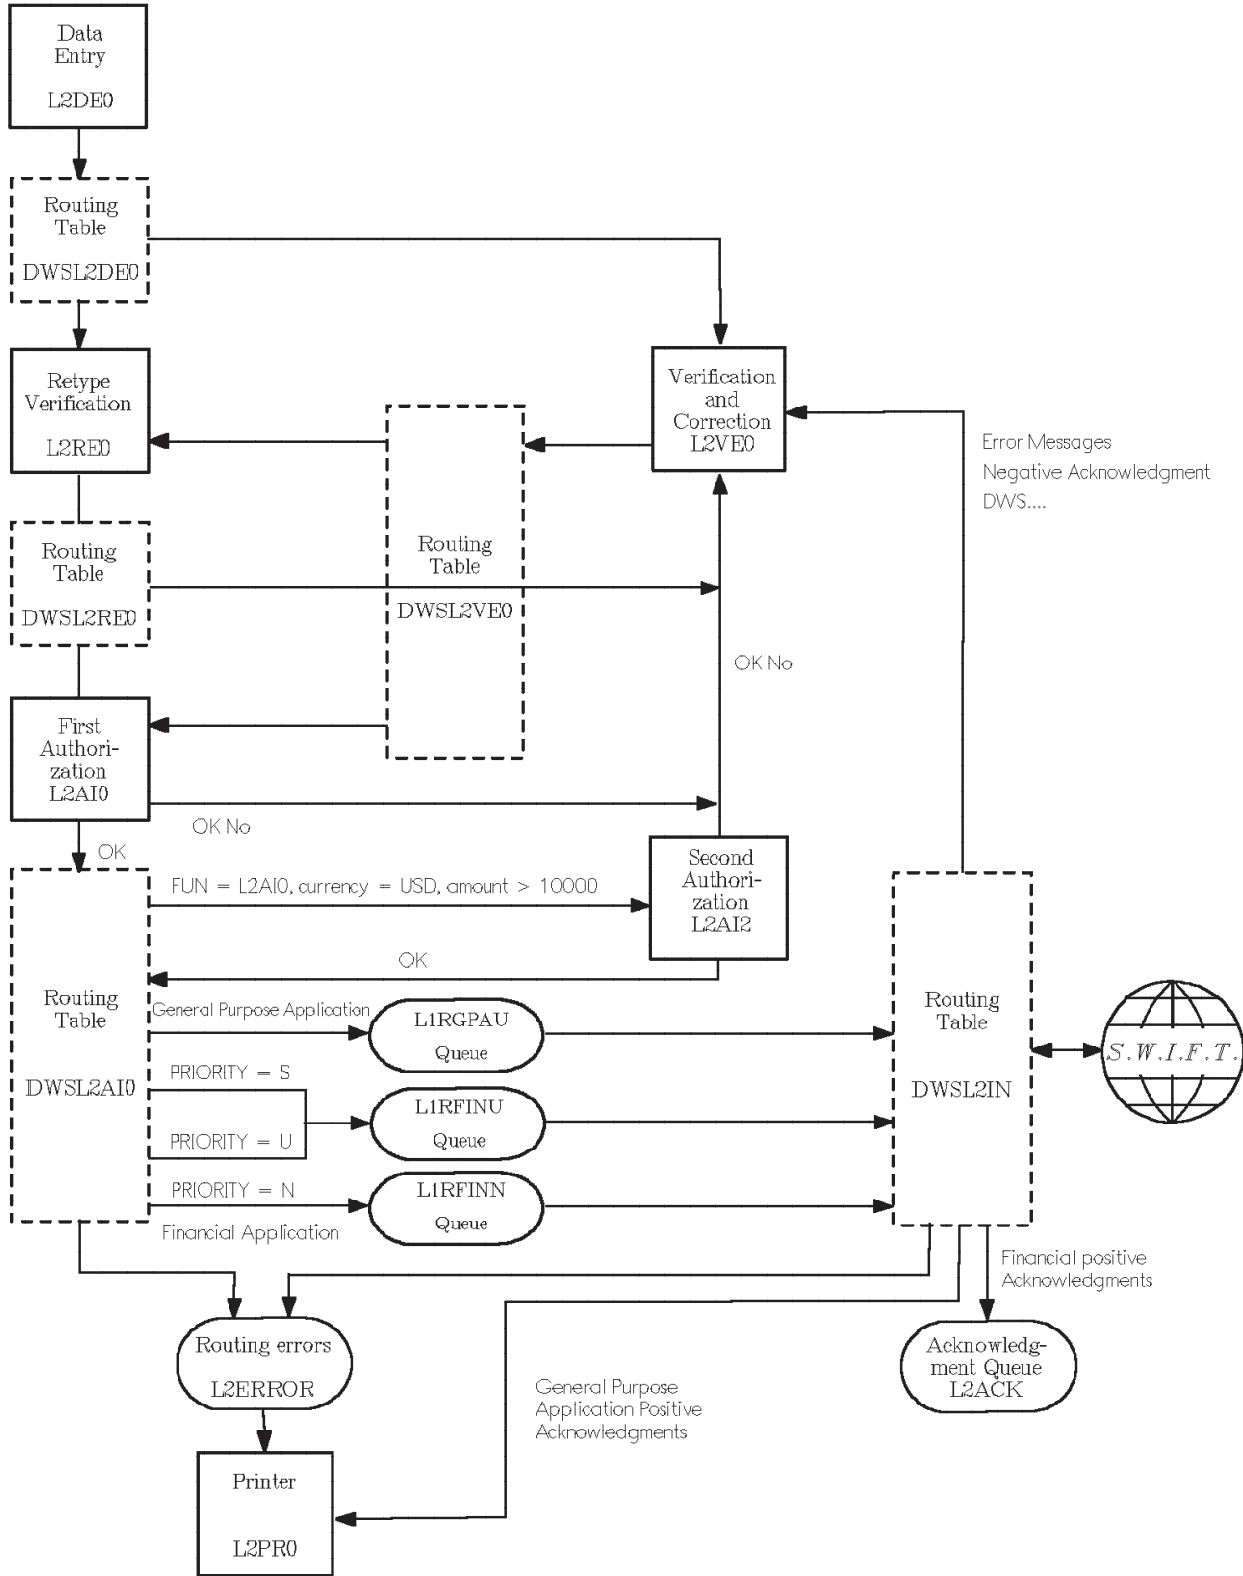 Data
Entry
L2DE0
Routing
Table
DWSL2DE0
Retype
Verification
L2RE0
Verification
and
Correction
L2VE0
Error Messages
Negative Acknowledgment
DWS....
Routing
Table
DWSL2RE0
Routing
Table
DWSL2VE0
OK No
First
Authori-
zation
L2AI0
OK No
OK
Second
Authori-
zation
L2AI2
FUN = L2AI0, currency = USD, amount > 10000
OK
Routing
Table
DWSL2AI0
General Purpose Application
L1RGPAU
Queue
PRIORITY = S
PRIORITY = U
L1RFINU
Queue
PRIORITY = N
Financial Application
L1RFINN
Queue
Routing
Table
DWSL2IN
S.W.I.F.T.
Financial positive
Acknowledgments
Routing errors
L2ERROR
Acknowledg-
ment Queue
L2ACK
General Purpose
Application Positive
Acknowledgments
Printer
L2PR0